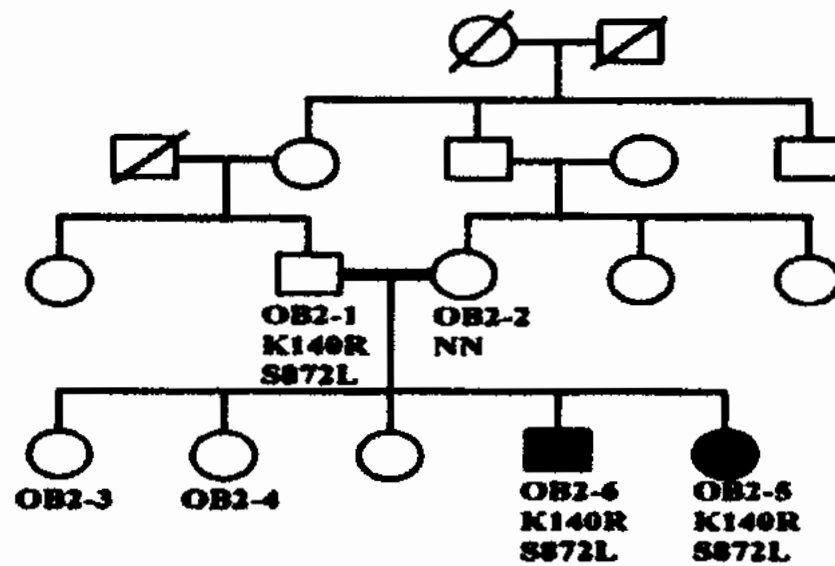 OB2-1
K140R
S872L
OB2-2
NN
OB2-3
OB2-4
OB2-6
K140R
S872L
OB2-5
K140R
S872L